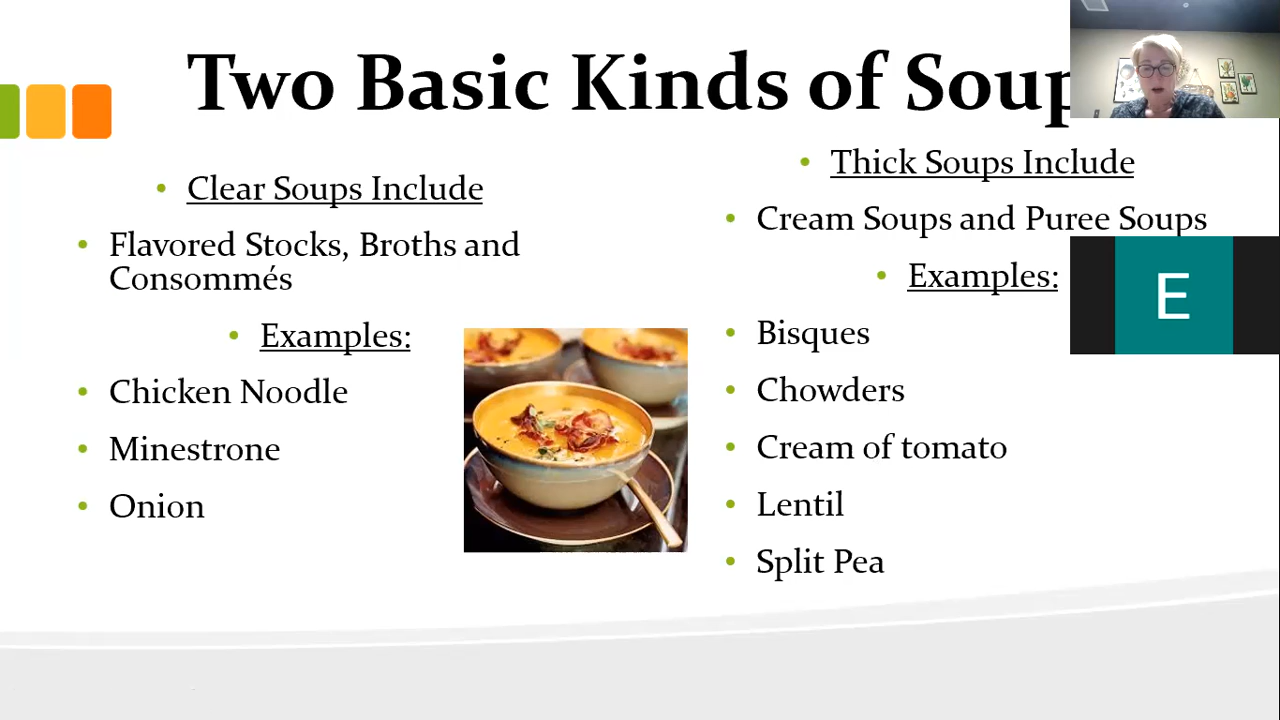 Two Basic Kinds of Soup
Clear Soups Include
Flavored Stocks, Broths and
Consommés
Examples:
Chicken Noodle
Minestrone
Onion
Thick Soups Include
Cream Soups and Puree Soups
Examples:
Bisques
Chowders
Cream of tomato
Lentil
Split Pea
E